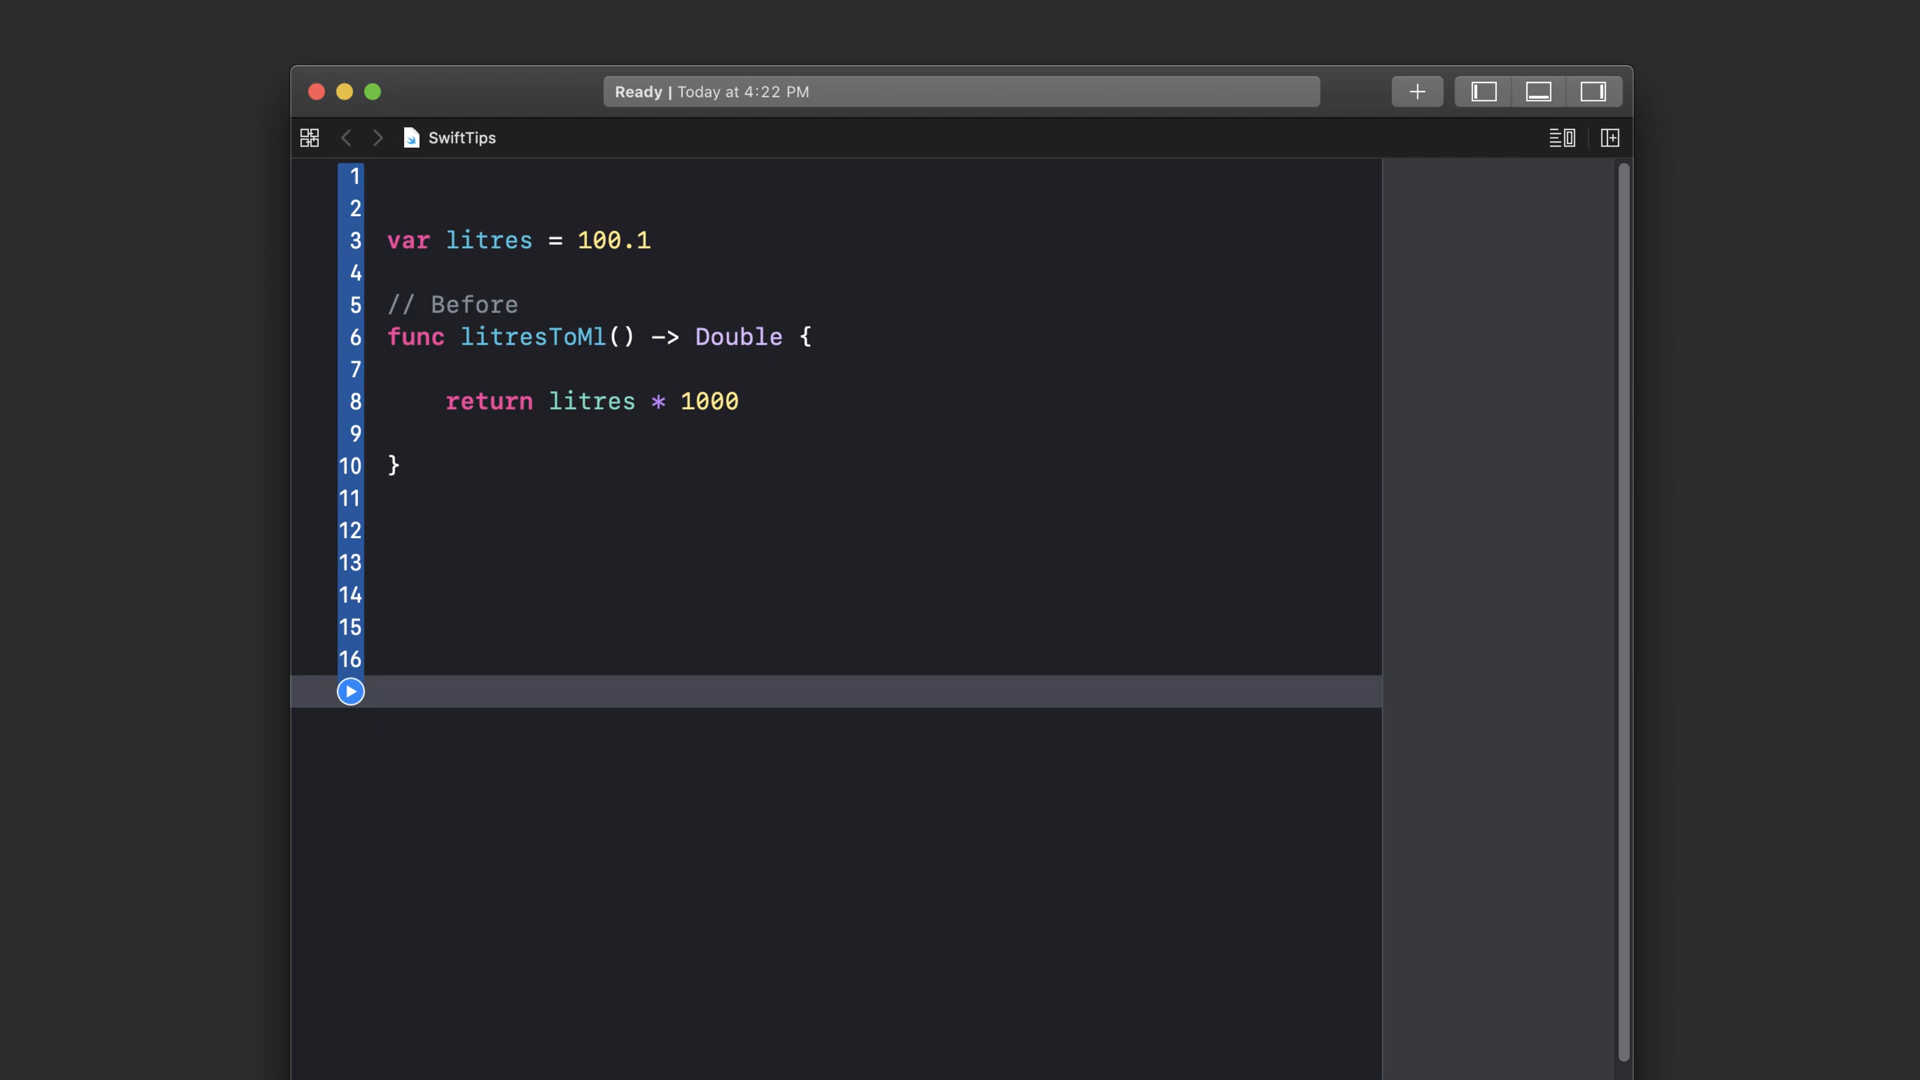 Ready | Today at 4:22 PM
SwiftTips
1
2
3 var litres = 100.1
4
5 // Before
6 func litresToMl() -> Double {
7
8 return litres * 1000
9
10 }
11
12
13
14
15
16